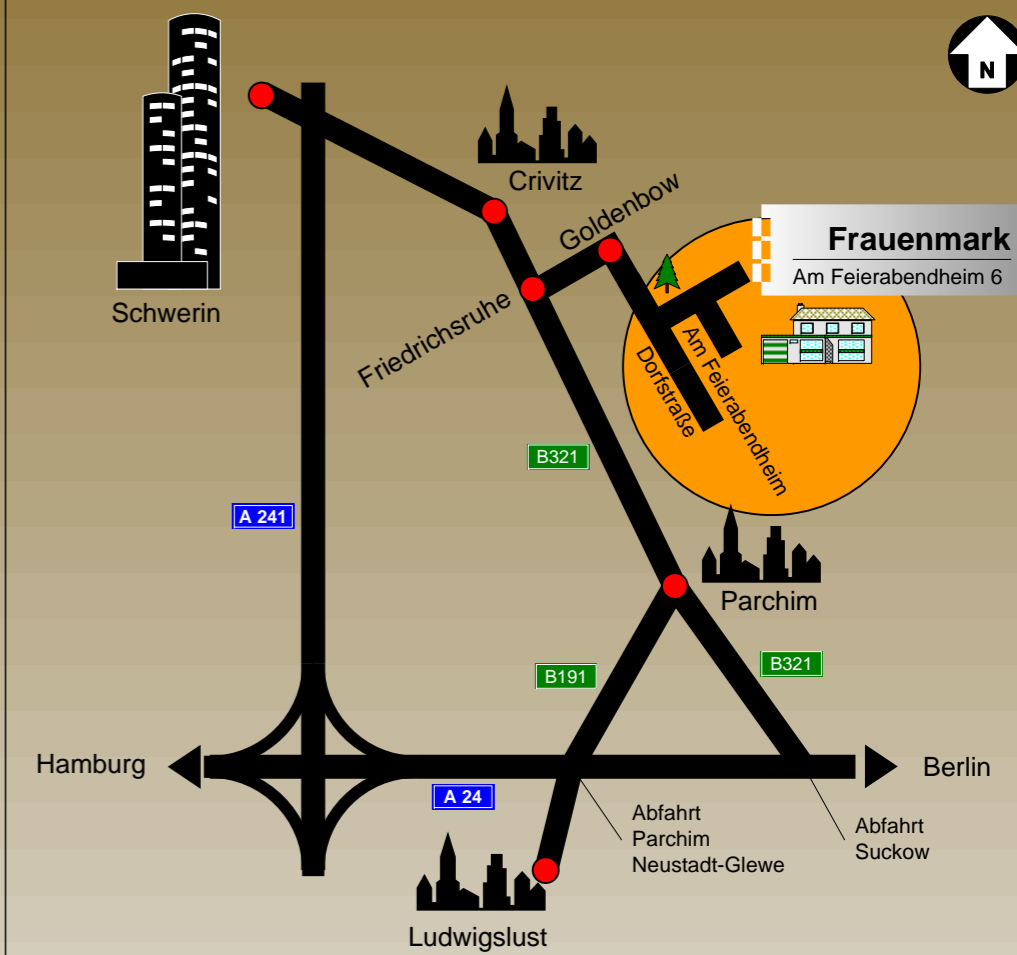 N
Crivitz
Goldenbow
Frauenmark
Am Feierabendheim 6
Schwerin
Friedrichsruhe
Am Feierabendheim
Dorfstraße
B321
A 241
Parchim
B321
B191
Hamburg
Berlin
A 24
Abfahrt
Parchim
Neustadt-Glewe
Abfahrt
Suckow
Ludwigslust